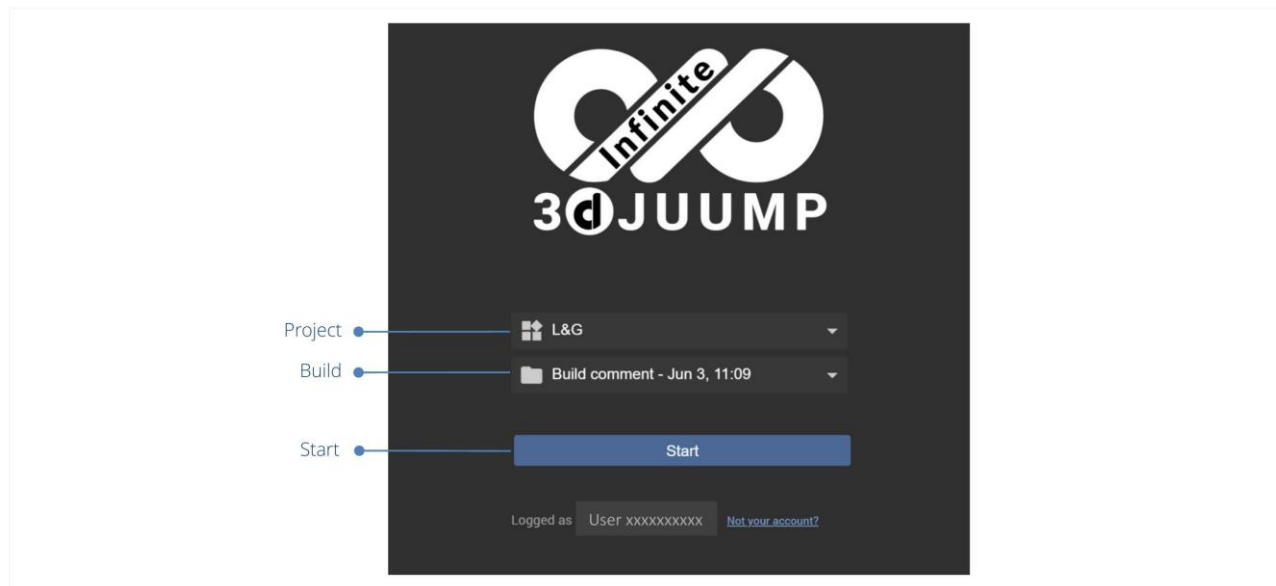 Infinite
3dJUUMP
Project
L&G
Build
Build comment - Jun 3, 11:09
Start
Start
Logged as User xxxxxxxxxx Not your account?